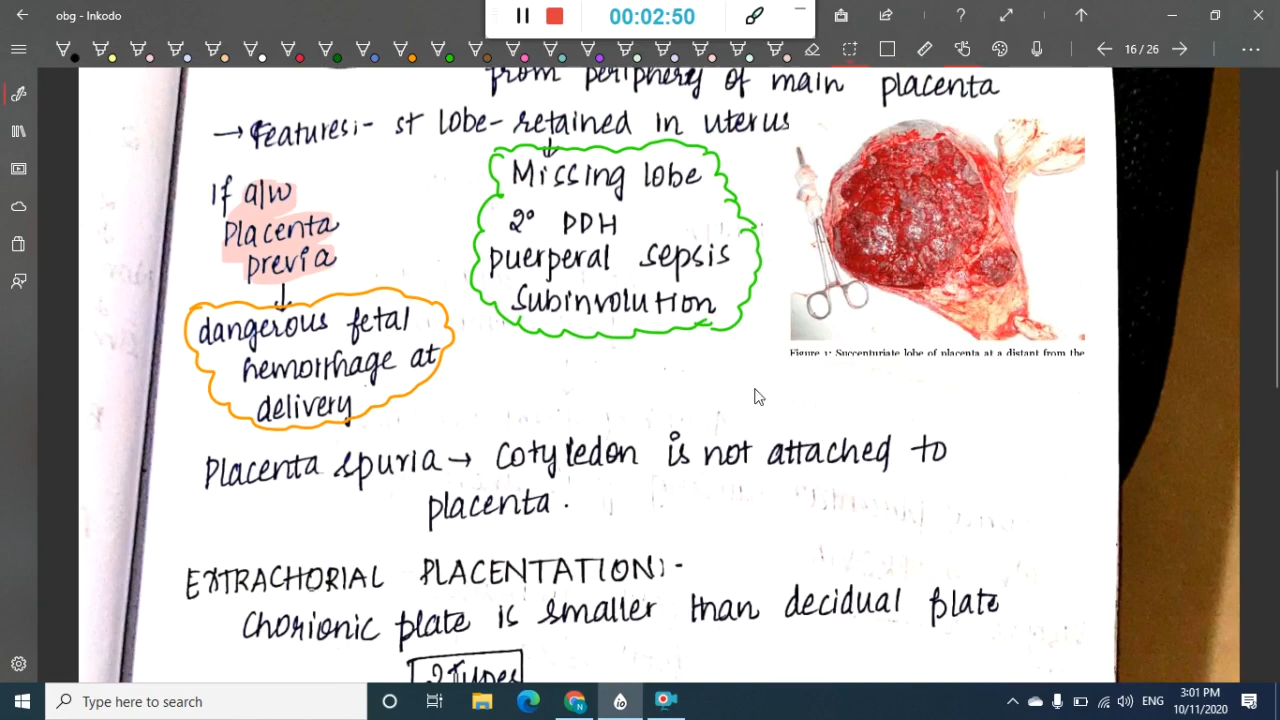 obg - Inkodo
00:02:50
16 / 26
from periphery of main placenta
→ Features:- st lobe - retained in uterus
If a/w
Placenta
previa
dangerous fetal
hemorrhage at
delivery
Missing lobe
2° PPH
puerperal sepsis
Subinvolution
Figure 1: Succenturiate lobe of placenta at a distant from the
Placenta spuria → cotyledon is not attached to
placenta.
EXTRACHORIAL PLACENTATION:-
Chorionic plate is smaller than decidual plate
2 Types
Type here to search
ENG
3:01 PM
10/11/2020